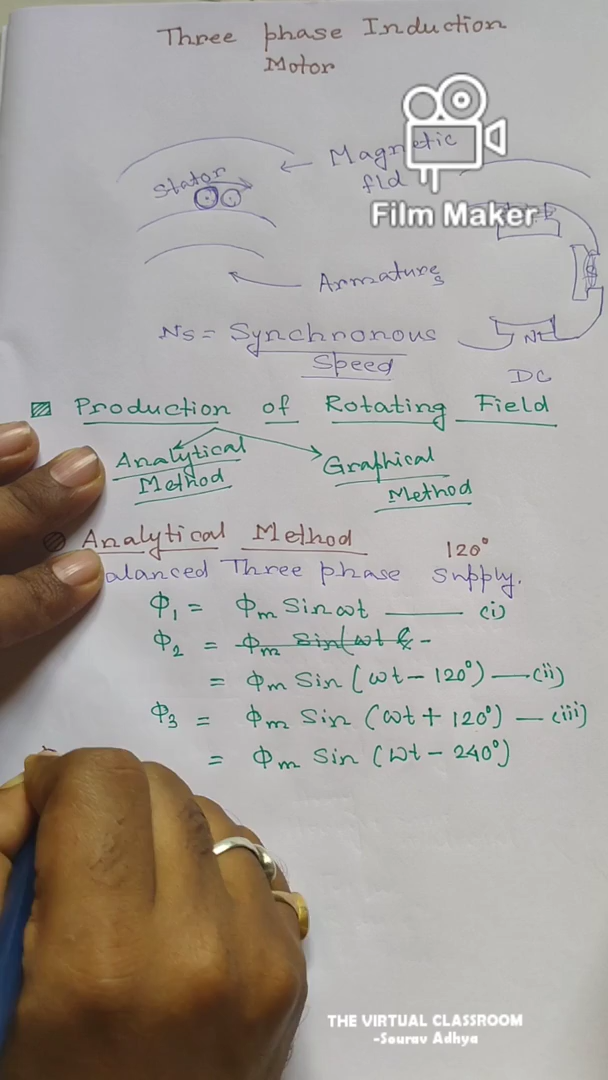 Three phase Induction
Motor
Magnetic
fld
Stator
Film Maker
Armatures
Ns = Synchronous
Speed
N
DC
Production of Rotating Field
Analytical
Method
Graphical
Method
Analytical Method
120°
alanced Three phase Supply.
Φ₁ = Φm Sin ωt —— (i)
Φ₂ = Φm Sin(ωt
= Φm Sin (ωt - 120°) — (ii)
Φ₃ = Φm Sin (ωt + 120°) — (iii)
= Φm Sin (ωt - 240°)
THE VIRTUAL CLASSROOM
-Sourav Adhya